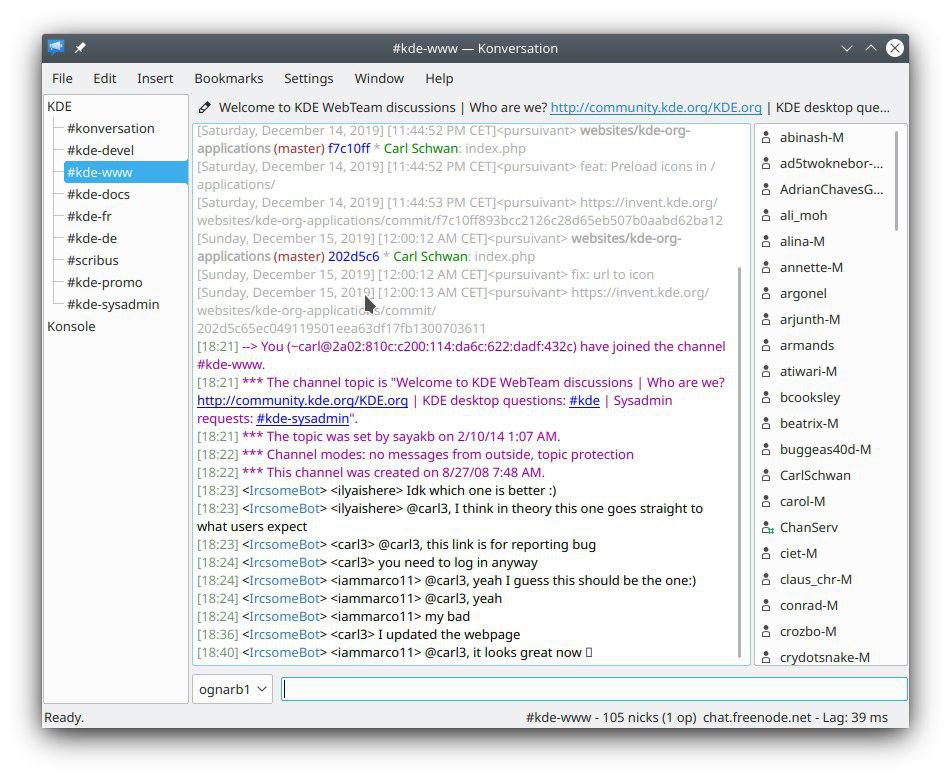 #kde-www — Konversation
File Edit Insert Bookmarks Settings Window Help
KDE
#konversation
#kde-devel
#kde-www
#kde-docs
#kde-fr
#kde-de
#scribus
#kde-promo
#kde-sysadmin
Konsole
Welcome to KDE WebTeam discussions | Who are we? http://community.kde.org/KDE.org | KDE desktop que...
[Saturday, December 14, 2019] [11:44:52 PM CET]<pursuivant> websites/kde-org-
applications (master) f7c10ff * Carl Schwan: index.php
[Saturday, December 14, 2019] [11:44:52 PM CET]<pursuivant> feat: Preload icons in /
applications/
[Saturday, December 14, 2019] [11:44:53 PM CET]<pursuivant> https://invent.kde.org/
websites/kde-org-applications/commit/f7c10ff893bcc2126c28d65eb507b0aabd62ba12
[Sunday, December 15, 2019] [12:00:12 AM CET]<pursuivant> websites/kde-org-
applications (master) 202d5c6 * Carl Schwan: index.php
[Sunday, December 15, 2019] [12:00:12 AM CET]<pursuivant> fix: url to icon
[Sunday, December 15, 2019] [12:00:13 AM CET]<pursuivant> https://invent.kde.org/
websites/kde-org-applications/commit/
202d5c65ec049119501eea63df17fb1300703611
[18:21] --> You (~carl@2a02:810c:c200:114:da6c:622:dadf:432c) have joined the channel
#kde-www.
[18:21] *** The channel topic is "Welcome to KDE WebTeam discussions | Who are we?
http://community.kde.org/KDE.org | KDE desktop questions: #kde | Sysadmin
requests: #kde-sysadmin".
[18:21] *** The topic was set by sayakb on 2/10/14 1:07 AM.
[18:22] *** Channel modes: no messages from outside, topic protection
[18:22] *** This channel was created on 8/27/08 7:48 AM.
[18:23] <IrcsomeBot> <ilyaishere> Idk which one is better :)
[18:23] <IrcsomeBot> <ilyaishere> @carl3, I think in theory this one goes straight to
what users expect
[18:23] <IrcsomeBot> <carl3> @carl3, this link is for reporting bug
[18:24] <IrcsomeBot> <carl3> you need to log in anyway
[18:24] <IrcsomeBot> <iammarco11> @carl3, yeah I guess this should be the one:)
[18:24] <IrcsomeBot> <iammarco11> @carl3, yeah
[18:24] <IrcsomeBot> <iammarco11> my bad
[18:36] <IrcsomeBot> <carl3> I updated the webpage
[18:40] <IrcsomeBot> <iammarco11> @carl3, it looks great now
abinash-M
ad5twoknebor-...
AdrianChavesG...
ali_moh
alina-M
annette-M
argonel
arjunth-M
armands
atiwari-M
bcooksley
beatrix-M
buggeas40d-M
CarlSchwan
carol-M
ChanServ
ciet-M
claus_chr-M
conrad-M
crozbo-M
crydotsnake-M
ognarb1
Ready.
#kde-www - 105 nicks (1 op) chat.freenode.net - Lag: 39 ms